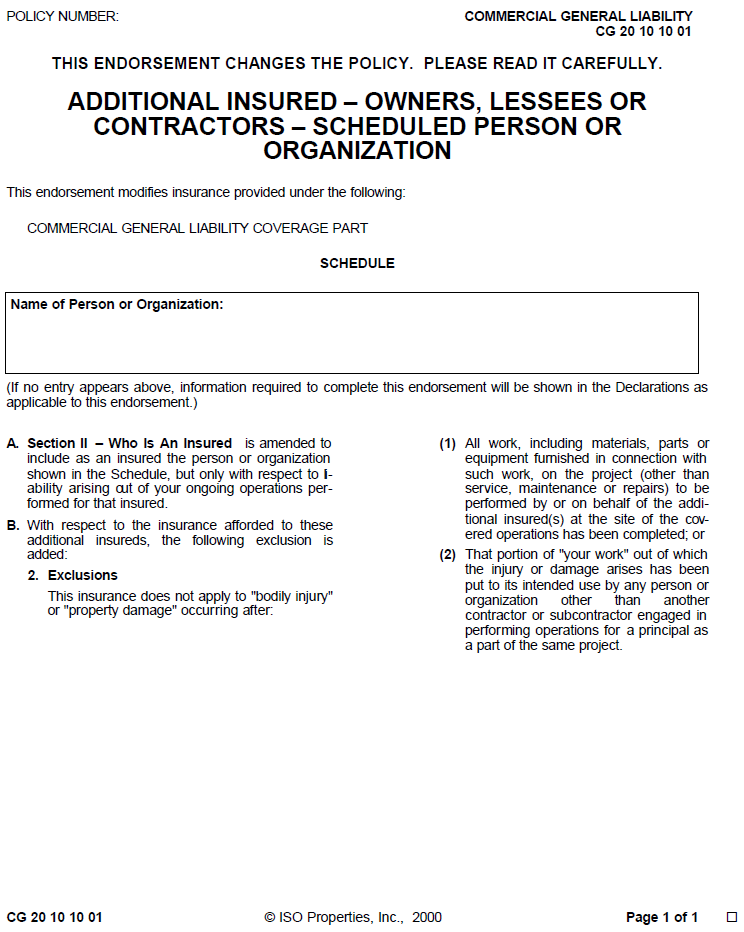 POLICY NUMBER:
COMMERCIAL GENERAL LIABILITY
CG 20 10 10 01
THIS ENDORSEMENT CHANGES THE POLICY. PLEASE READ IT CAREFULLY.
ADDITIONAL INSURED – OWNERS, LESSEES OR
CONTRACTORS – SCHEDULED PERSON OR
ORGANIZATION
This endorsement modifies insurance provided under the following:
COMMERCIAL GENERAL LIABILITY COVERAGE PART
SCHEDULE
Name of Person or Organization:
(If no entry appears above, information required to complete this endorsement will be shown in the Declarations as
applicable to this endorsement.)
A. Section II – Who Is An Insured is amended to
include as an insured the person or organization
shown in the Schedule, but only with respect to li-
ability arising out of your ongoing operations per-
formed for that insured.
B. With respect to the insurance afforded to these
additional insureds, the following exclusion is
added:
2. Exclusions
This insurance does not apply to "bodily injury"
or "property damage" occurring after:
(1) All work, including materials, parts or
equipment furnished in connection with
such work, on the project (other than
service, maintenance or repairs) to be
performed by or on behalf of the addi-
tional insured(s) at the site of the cov-
ered operations has been completed; or
(2) That portion of "your work" out of which
the injury or damage arises has been
put to its intended use by any person or
organization other than another
contractor or subcontractor engaged in
performing operations for a principal as
a part of the same project.
CG 20 10 10 01
© ISO Properties, Inc., 2000
Page 1 of 1 □